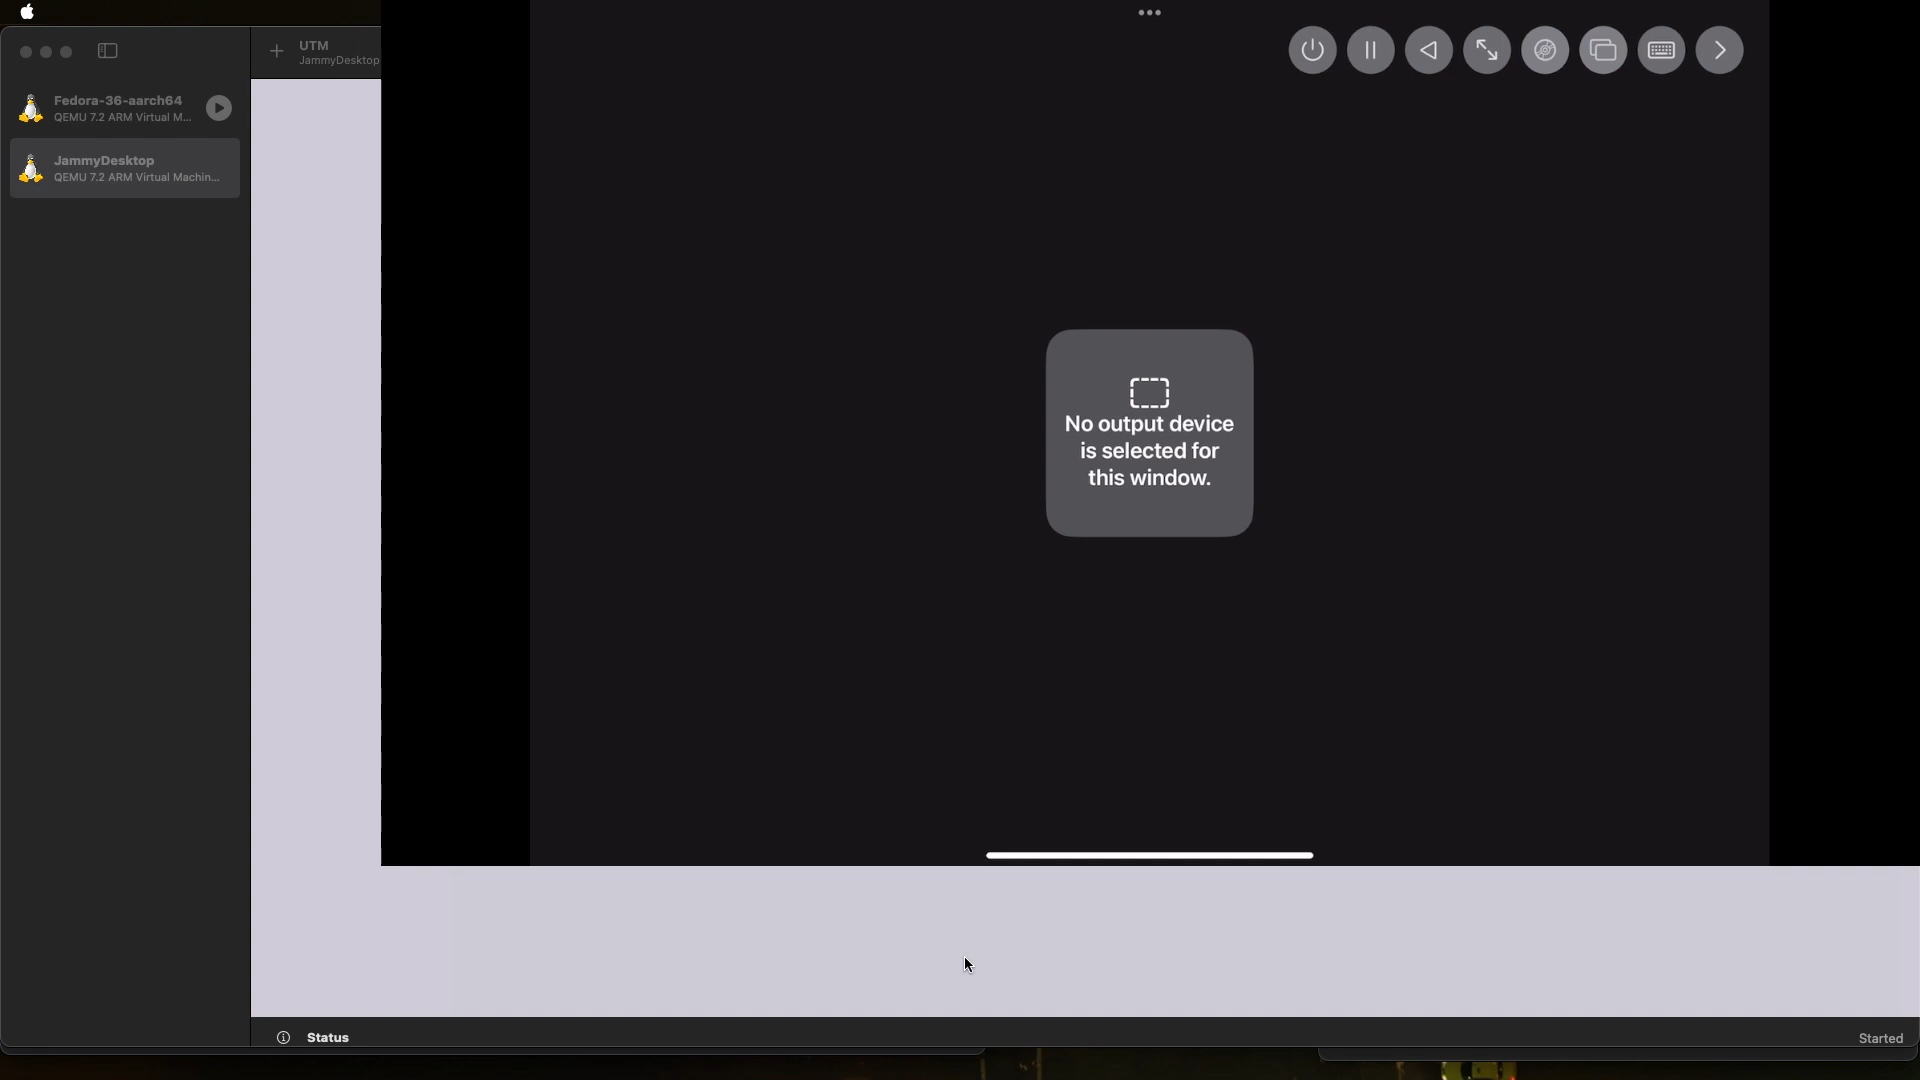 UTM
JammyDesktop
Fedora-36-aarch64
QEMU 7.2 ARM Virtual M...
JammyDesktop
QEMU 7.2 ARM Virtual Machin...
No output device
is selected for
this window.
Status
Started